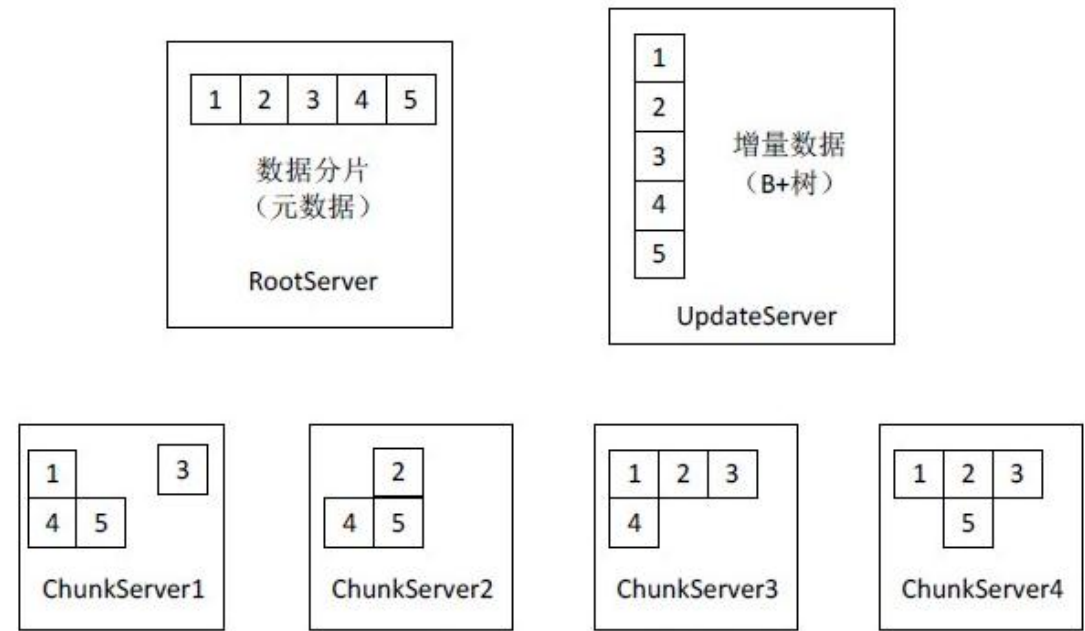 1 2 3 4 5
数据分片
（元数据）
RootServer
1
2
3
4
5
增量数据
（B+树）
UpdateServer
1 3
4 5
ChunkServer1
2
4 5
ChunkServer2
1 2 3
4
ChunkServer3
1 2 3
5
ChunkServer4